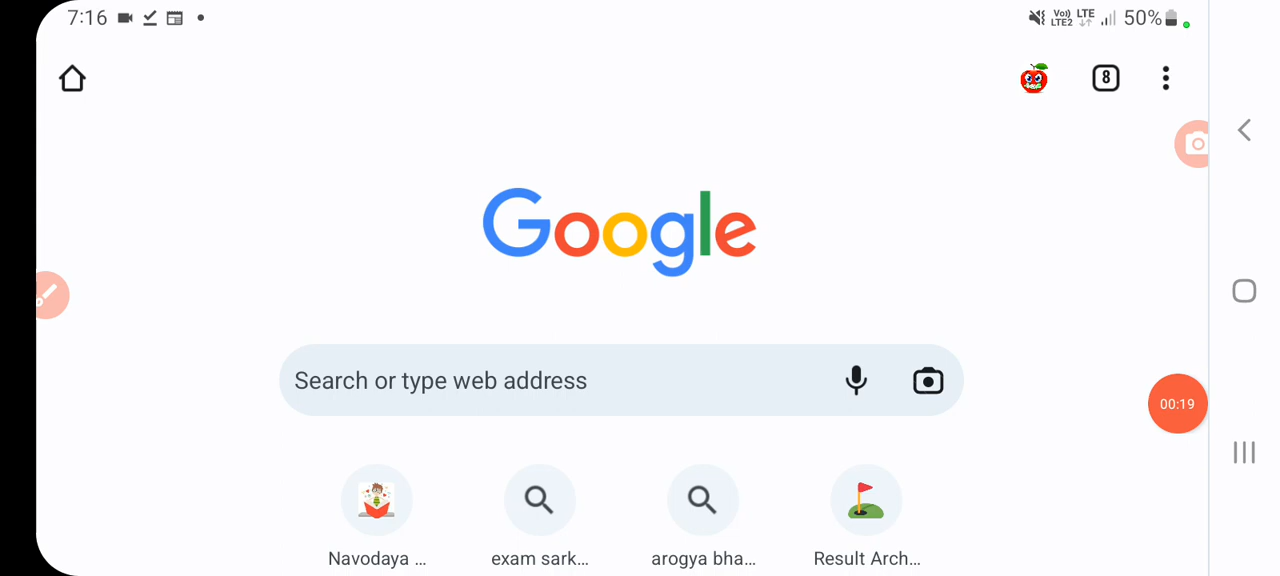 7:16
Vo)) LTE2 LTE 50%
8
Google
Search or type web address
00:19
Navodaya ...
exam sark...
arogya bha...
Result Arch...